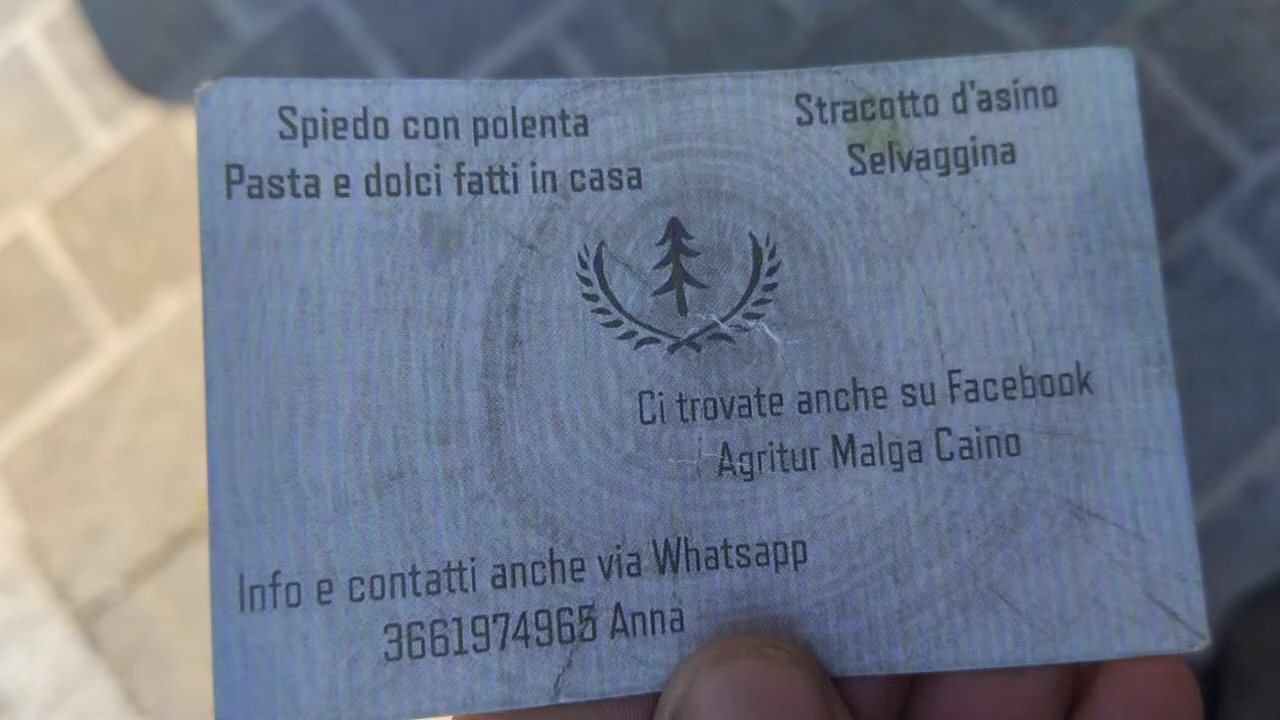 Spiedo con polenta
Pasta e dolci fatti in casa
Stracotto d'asino
Selvaggina
Ci trovate anche su Facebook
Agritur Malga Caino
Info e contatti anche via Whatsapp
3661974965 Anna